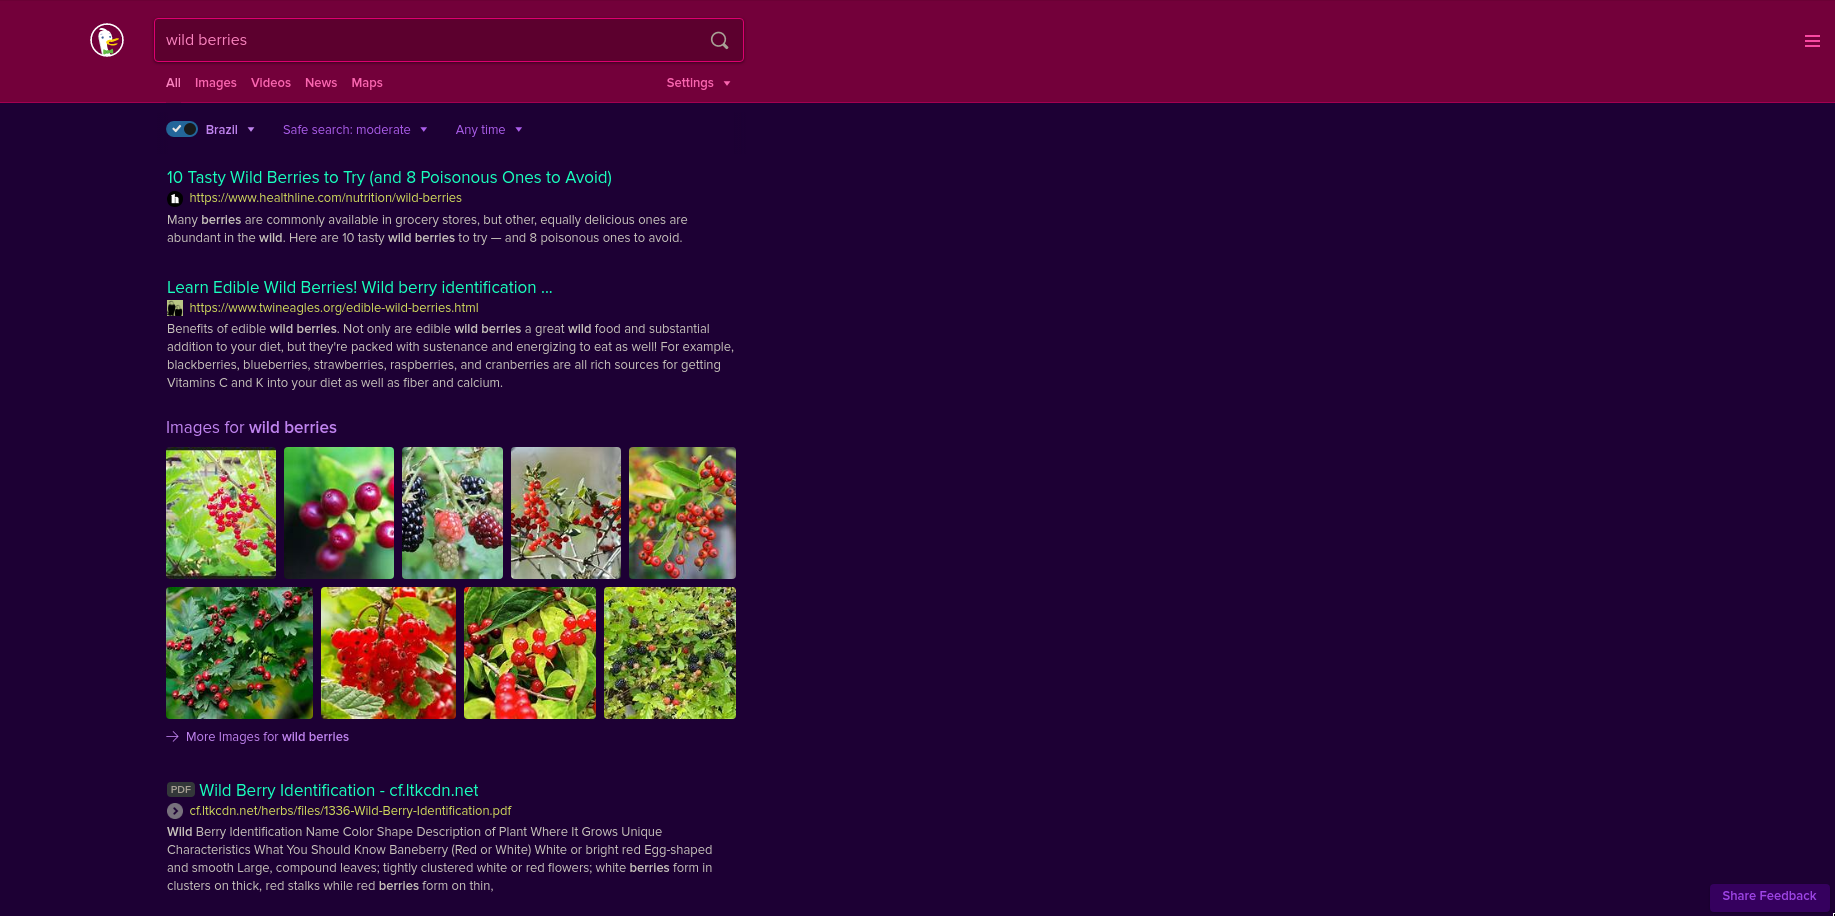 wild berries
All Images Videos News Maps Settings
Brazil Safe search: moderate Any time
10 Tasty Wild Berries to Try (and 8 Poisonous Ones to Avoid)
https://www.healthline.com/nutrition/wild-berries
Many berries are commonly available in grocery stores, but other, equally delicious ones are
abundant in the wild. Here are 10 tasty wild berries to try — and 8 poisonous ones to avoid.
Learn Edible Wild Berries! Wild berry identification ...
https://www.twineagles.org/edible-wild-berries.html
Benefits of edible wild berries. Not only are edible wild berries a great wild food and substantial
addition to your diet, but they're packed with sustenance and energizing to eat as well! For example,
blackberries, blueberries, strawberries, raspberries, and cranberries are all rich sources for getting
Vitamins C and K into your diet as well as fiber and calcium.
Images for wild berries
More Images for wild berries
PDF Wild Berry Identification - cf.ltkcdn.net
cf.ltkcdn.net/herbs/files/1336-Wild-Berry-Identification.pdf
Wild Berry Identification Name Color Shape Description of Plant Where It Grows Unique
Characteristics What You Should Know Baneberry (Red or White) White or bright red Egg-shaped
and smooth Large, compound leaves; tightly clustered white or red flowers; white berries form in
clusters on thick, red stalks while red berries form on thin,
Share Feedback